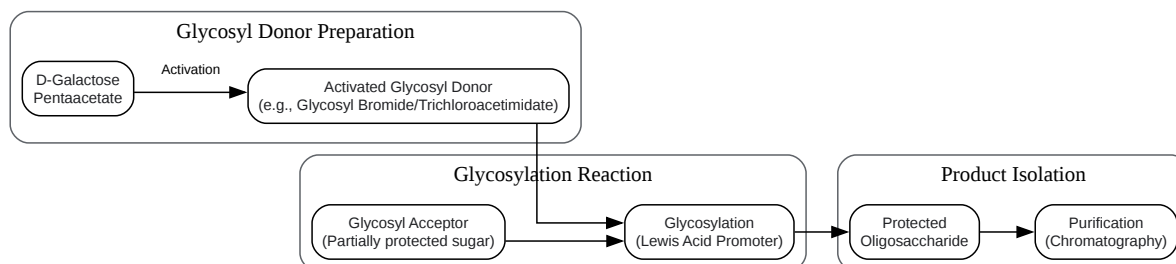 Glycosyl Donor Preparation
D-Galactose
Pentaacetate
Activation
Activated Glycosyl Donor
(e.g., Glycosyl Bromide/Trichloroacetimidate)
Glycosylation Reaction
Glycosyl Acceptor
(Partially protected sugar)
Glycosylation
(Lewis Acid Promoter)
Product Isolation
Protected
Oligosaccharide
Purification
(Chromatography)